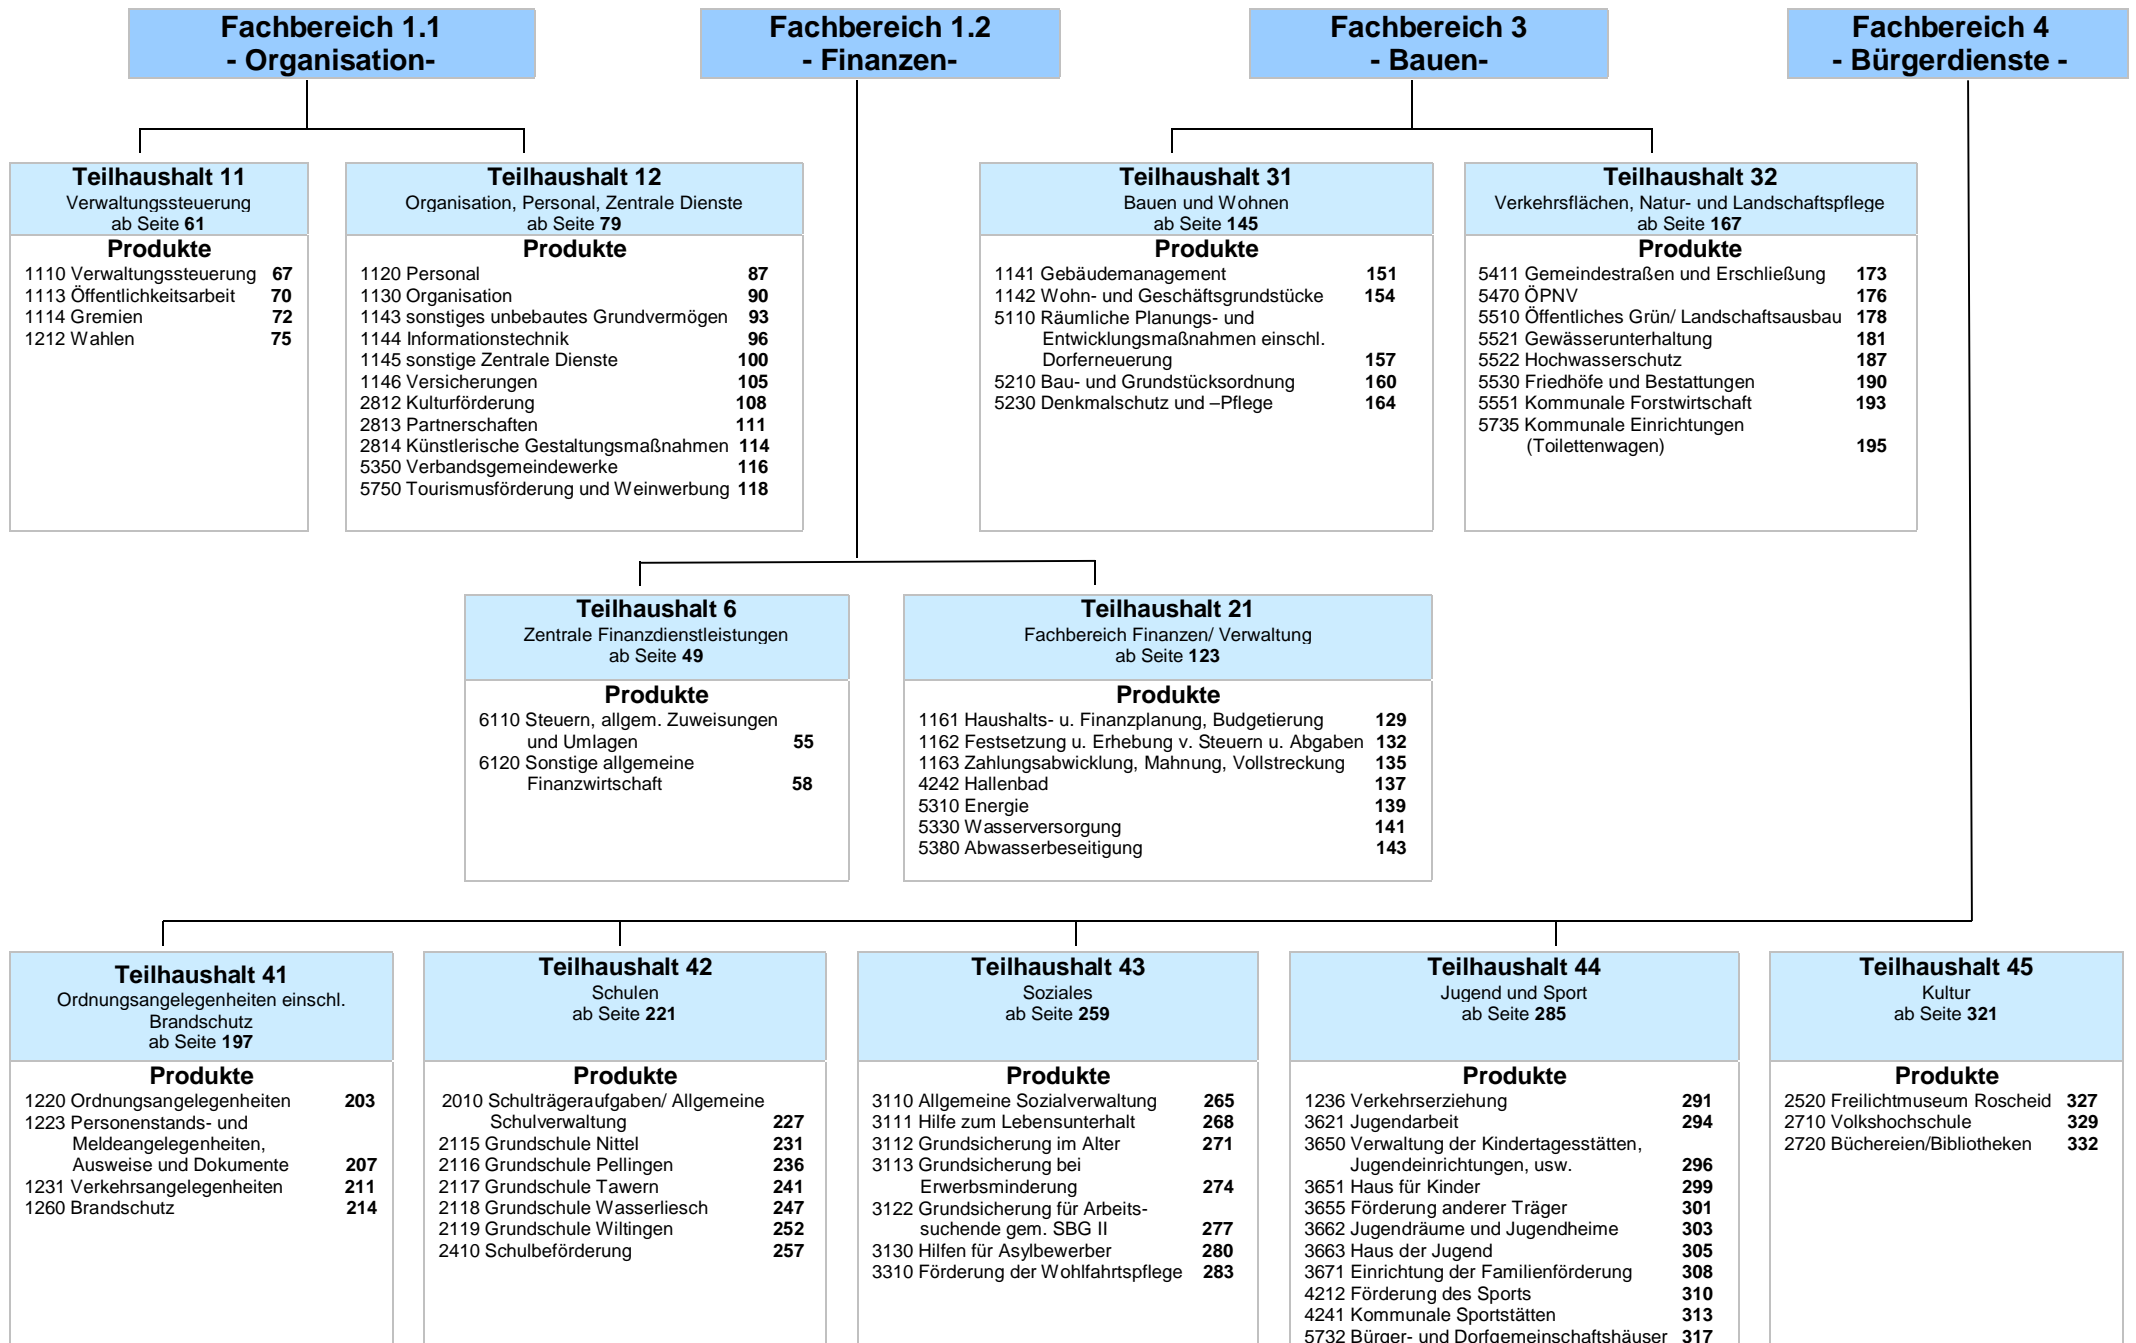 Fachbereich 1.1
- Organisation-
Fachbereich 1.2
- Finanzen-
Fachbereich 3
- Bauen-
Fachbereich 4
- Bürgerdienste -
Teilhaushalt 11
Verwaltungssteuerung
ab Seite 61
Produkte
1110 Verwaltungssteuerung 67
1113 Öffentlichkeitsarbeit 70
1114 Gremien 72
1212 Wahlen 75
Teilhaushalt 12
Organisation, Personal, Zentrale Dienste
ab Seite 79
Produkte
1120 Personal 87
1130 Organisation 90
1143 sonstiges unbebautes Grundvermögen 93
1144 Informationstechnik 96
1145 sonstige Zentrale Dienste 100
1146 Versicherungen 105
2812 Kulturförderung 108
2813 Partnerschaften 111
2814 Künstlerische Gestaltungsmaßnahmen 114
5350 Verbandsgemeindewerke 116
5750 Tourismusförderung und Weinwerbung 118
Teilhaushalt 31
Bauen und Wohnen
ab Seite 145
Produkte
1141 Gebäudemanagement 151
1142 Wohn- und Geschäftsgrundstücke 154
5110 Räumliche Planungs- und
Entwicklungsmaßnahmen einschl.
Dorferneuerung 157
5210 Bau- und Grundstücksordnung 160
5230 Denkmalschutz und –Pflege 164
Teilhaushalt 32
Verkehrsflächen, Natur- und Landschaftspflege
ab Seite 167
Produkte
5411 Gemeindestraßen und Erschließung 173
5470 ÖPNV 176
5510 Öffentliches Grün/ Landschaftsausbau 178
5521 Gewässerunterhaltung 181
5522 Hochwasserschutz 187
5530 Friedhöfe und Bestattungen 190
5551 Kommunale Forstwirtschaft 193
5735 Kommunale Einrichtungen
(Toilettenwagen) 195
Teilhaushalt 6
Zentrale Finanzdienstleistungen
ab Seite 49
Produkte
6110 Steuern, allgem. Zuweisungen
und Umlagen 55
6120 Sonstige allgemeine
Finanzwirtschaft 58
Teilhaushalt 21
Fachbereich Finanzen/ Verwaltung
ab Seite 123
Produkte
1161 Haushalts- u. Finanzplanung, Budgetierung 129
1162 Festsetzung u. Erhebung v. Steuern u. Abgaben 132
1163 Zahlungsabwicklung, Mahnung, Vollstreckung 135
4242 Hallenbad 137
5310 Energie 139
5330 Wasserversorgung 141
5380 Abwasserbeseitigung 143
Teilhaushalt 41
Ordnungsangelegenheiten einschl.
Brandschutz
ab Seite 197
Produkte
1220 Ordnungsangelegenheiten 203
1223 Personenstands- und
Meldeangelegenheiten,
Ausweise und Dokumente 207
1231 Verkehrsangelegenheiten 211
1260 Brandschutz 214
Teilhaushalt 42
Schulen
ab Seite 221
Produkte
2010 Schulträgeraufgaben/ Allgemeine
Schulverwaltung 227
2115 Grundschule Nittel 231
2116 Grundschule Pellingen 236
2117 Grundschule Tawern 241
2118 Grundschule Wasserliesch 247
2119 Grundschule Wiltingen 252
2410 Schulbeförderung 257
Teilhaushalt 43
Soziales
ab Seite 259
Produkte
3110 Allgemeine Sozialverwaltung 265
3111 Hilfe zum Lebensunterhalt 268
3112 Grundsicherung im Alter 271
3113 Grundsicherung bei
Erwerbsminderung 274
3122 Grundsicherung für Arbeits-
suchende gem. SBG II 277
3130 Hilfen für Asylbewerber 280
3310 Förderung der Wohlfahrtspflege 283
Teilhaushalt 44
Jugend und Sport
ab Seite 285
Produkte
1236 Verkehrserziehung 291
3621 Jugendarbeit 294
3650 Verwaltung der Kindertagesstätten,
Jugendeinrichtungen, usw. 296
3651 Haus für Kinder 299
3655 Förderung anderer Träger 301
3662 Jugendräume und Jugendheime 303
3663 Haus der Jugend 305
3671 Einrichtung der Familienförderung 308
4212 Förderung des Sports 310
4241 Kommunale Sportstätten 313
5732 Bürger- und Dorfgemeinschaftshäuser 317
Teilhaushalt 45
Kultur
ab Seite 321
Produkte
2520 Freilichtmuseum Roscheid 327
2710 Volkshochschule 329
2720 Büchereien/Bibliotheken 332